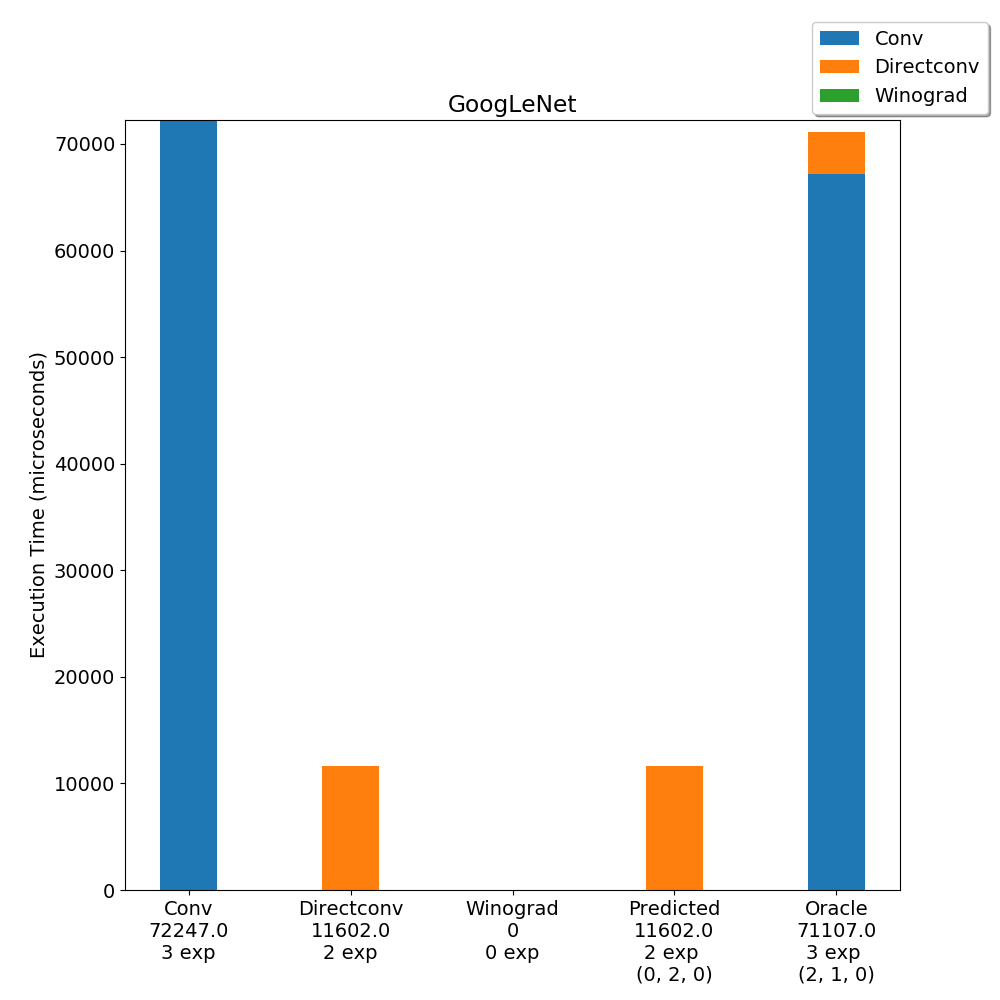 Conv
Directconv
Winograd
GoogLeNet
Execution Time (microseconds)
70000
60000
50000
40000
30000
20000
10000
0
Conv
72247.0
3 exp
Directconv
11602.0
2 exp
Winograd
0
0 exp
Predicted
11602.0
2 exp
(0, 2, 0)
Oracle
71107.0
3 exp
(2, 1, 0)